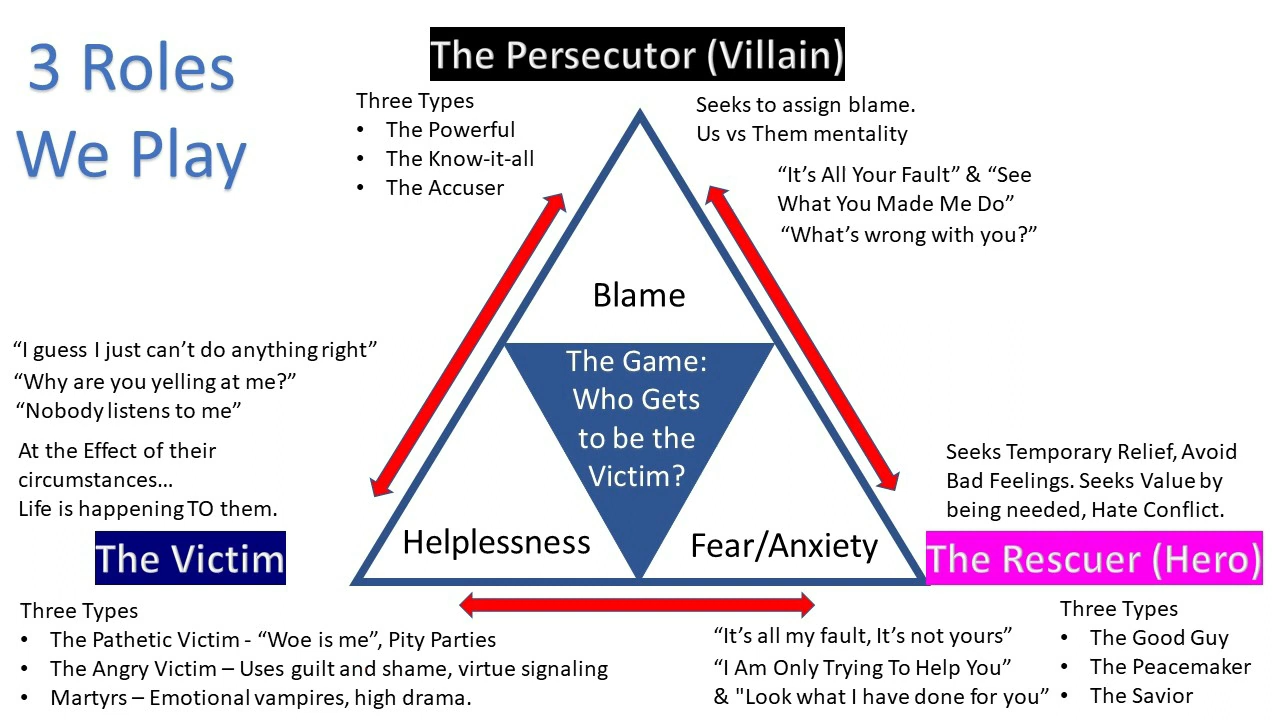 3 Roles
We Play
The Persecutor (Villain)
Three Types
• The Powerful
• The Know-it-all
• The Accuser
Seeks to assign blame.
Us vs Them mentality
“It’s All Your Fault” & “See
What You Made Me Do”
“What’s wrong with you?”
Blame
The Game:
Who Gets
to be the
Victim?
Helplessness
Fear/Anxiety
“I guess I just can’t do anything right”
“Why are you yelling at me?”
“Nobody listens to me”
At the Effect of their
circumstances…
Life is happening TO them.
The Victim
Three Types
• The Pathetic Victim - “Woe is me”, Pity Parties
• The Angry Victim – Uses guilt and shame, virtue signaling
• Martyrs – Emotional vampires, high drama.
Seeks Temporary Relief, Avoid
Bad Feelings. Seeks Value by
being needed, Hate Conflict.
The Rescuer (Hero)
“It’s all my fault, It’s not yours”
“I Am Only Trying To Help You”
& "Look what I have done for you”
Three Types
• The Good Guy
• The Peacemaker
• The Savior